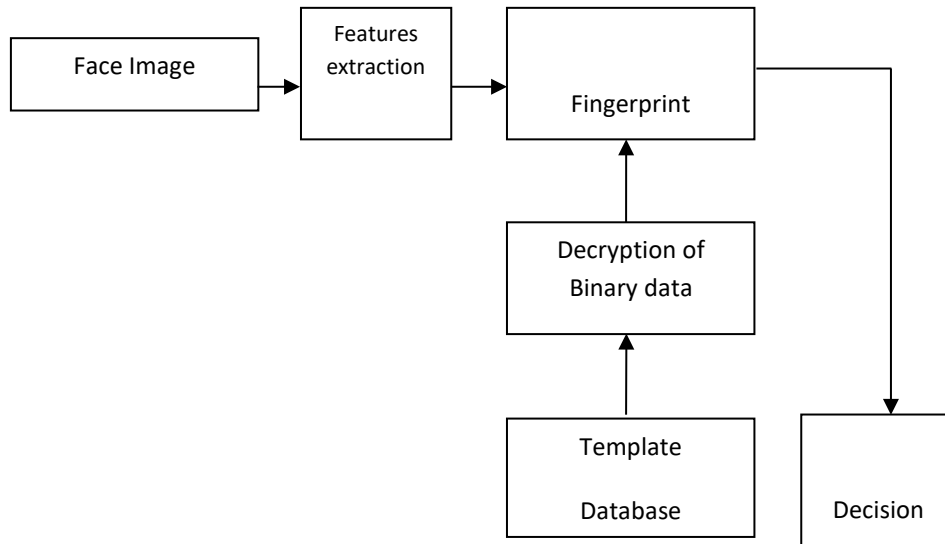 Face Image
Features
extraction
Fingerprint
Decryption of
Binary data
Template
Database
Decision